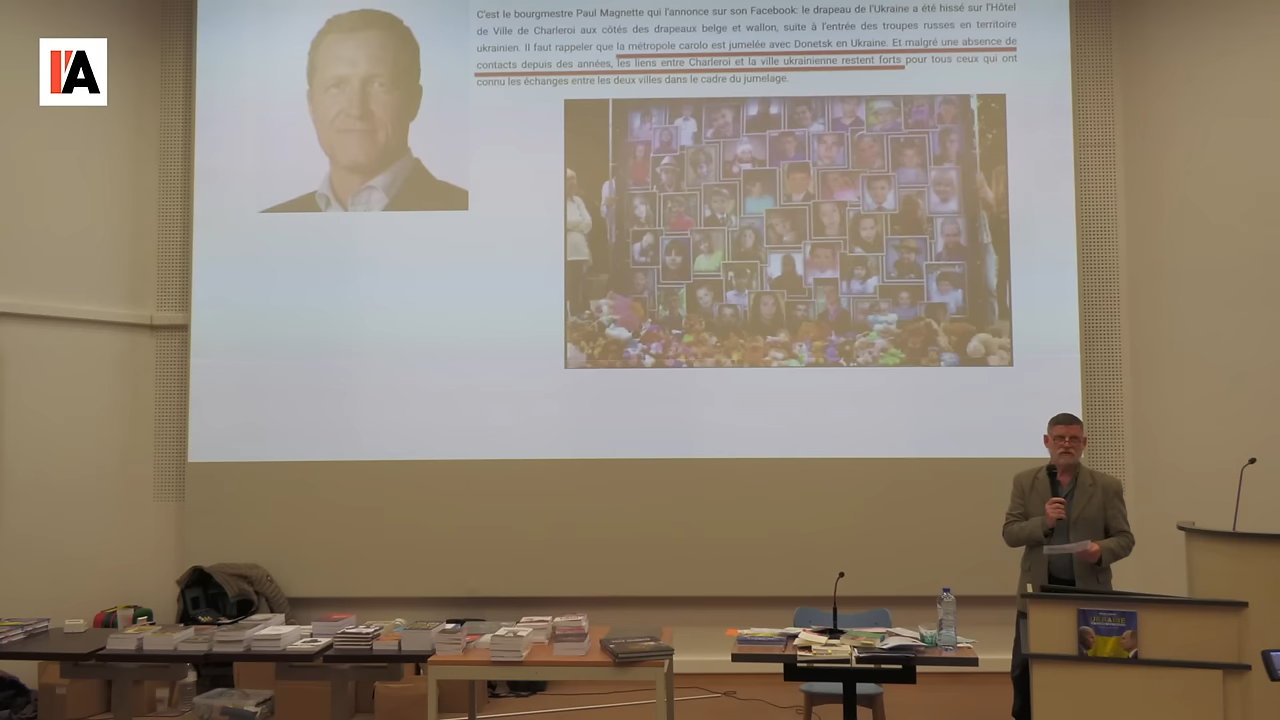 I'A
C'est le bourgmestre Paul Magnette qui l'annonce sur son Facebook: le drapeau de l'Ukraine a été hissé sur l'Hôtel
de Ville de Charleroi aux côtés des drapeaux belge et wallon, suite à l'entrée des troupes russes en territoire
ukrainien. Il faut rappeler que la métropole carolo est jumelée avec Donetsk en Ukraine. Et malgré une absence de
contacts depuis des années, les liens entre Charleroi et la ville ukrainienne restent forts pour tous ceux qui ont
connu les échanges entre les deux villes dans le cadre du jumelage.
UKRAINE